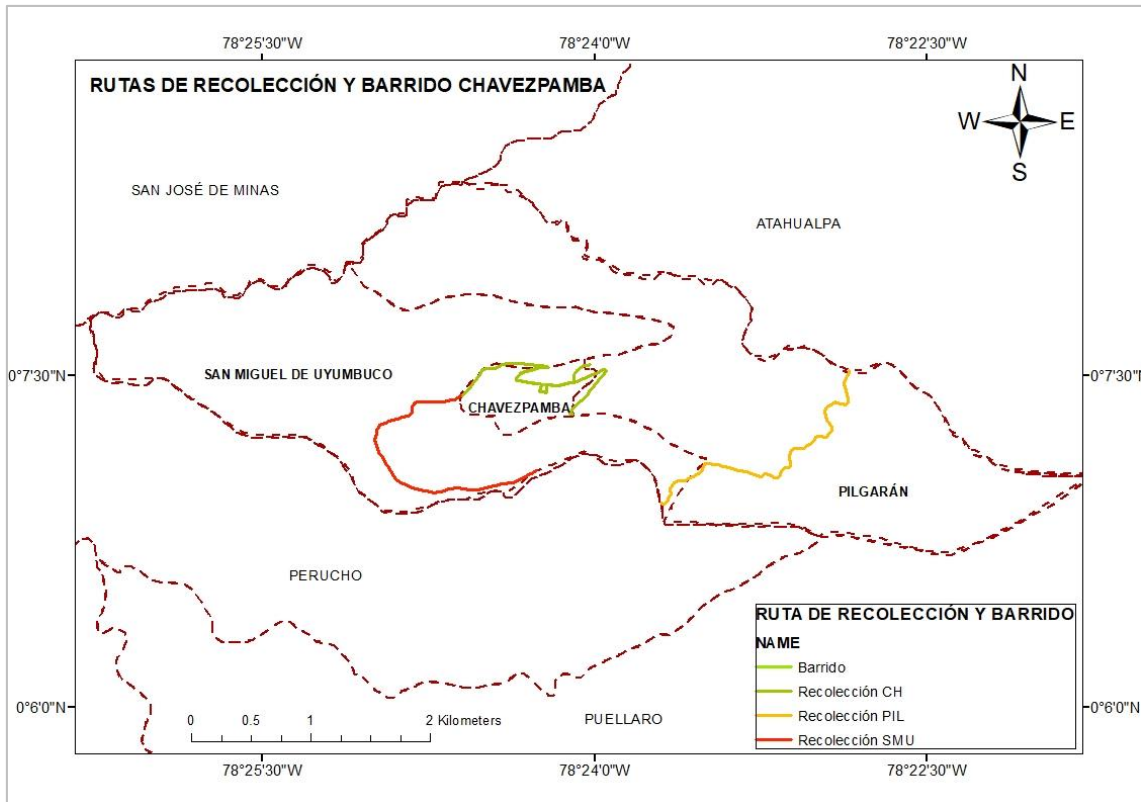 78°25'30"W 78°24'0"W 78°22'30"W
RUTAS DE RECOLECCIÓN Y BARRIDO CHAVEZPAMBA
N
W E
S
SAN JOSÉ DE MINAS
ATAHUALPA
0°7'30"N 0°7'30"N
SAN MIGUEL DE UYUMBUCO
CHAVEZPAMBA
PILGARÁN
PERUCHO
RUTA DE RECOLECCIÓN Y BARRIDO
NAME
Barrido
Recolección CH
Recolección PIL
Recolección SMU
0°6'0"N 0°6'0"N
0 0.5 1 2 Kilometers
PUELLARO
78°25'30"W 78°24'0"W 78°22'30"W